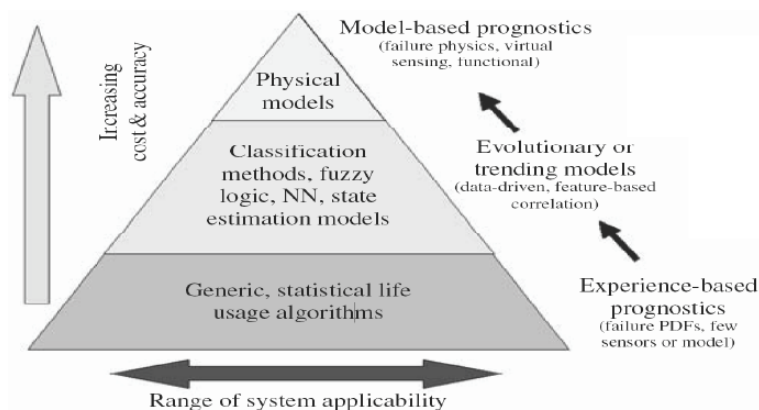 Model-based prognostics
(failure physics, virtual
sensing, functional)
Increasing
cost & accuracy
Physical
models
Evolutionary or
trending models
(data-driven, feature-based
correlation)
Classification
methods, fuzzy
logic, NN, state
estimation models
Experience-based
prognostics
(failure PDFs, few
sensors or model)
Generic, statistical life
usage algorithms
Range of system applicability